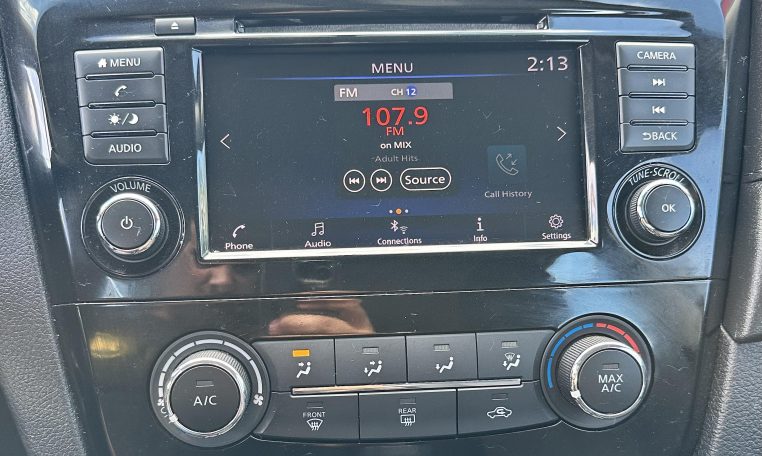 MENU
AUDIO
VOLUME
MENU
2:13
FM CH 12
107.9
FM
on MIX
Adult Hits
Source
Call History
Phone
Audio
Connections
Info
Settings
CAMERA
BACK
TUNE·SCROLL
OK
A/C
FRONT
REAR
MAX
A/C